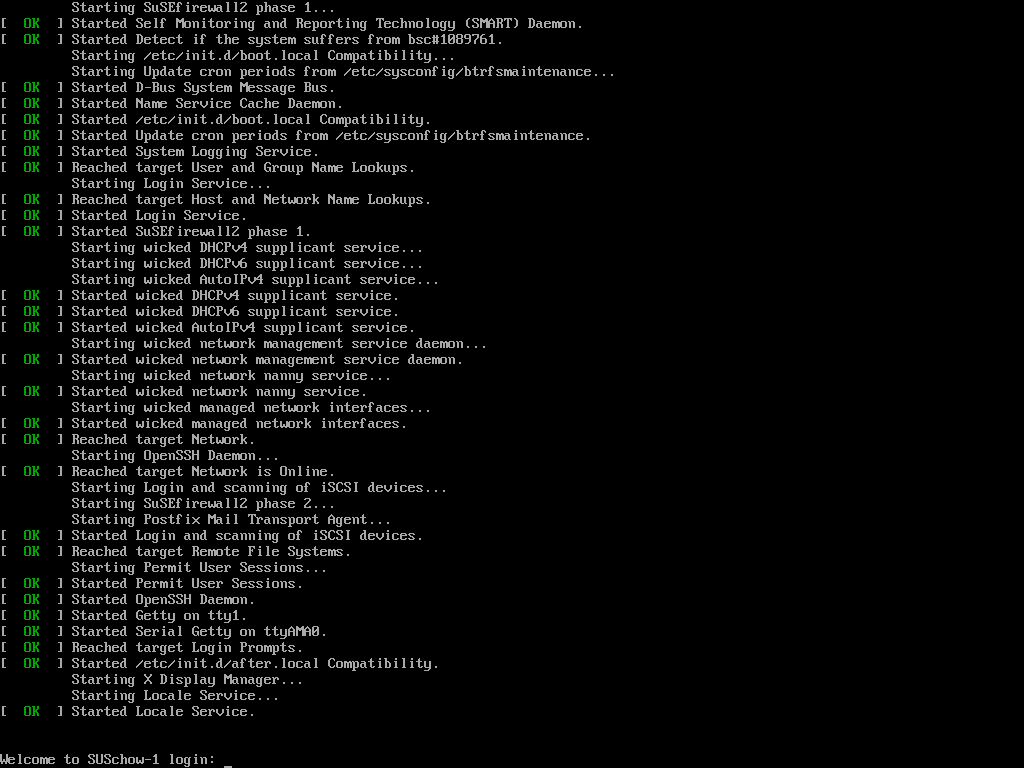 Starting SuSEfirewall2 phase 1...
[  OK  ] Started Self Monitoring and Reporting Technology (SMART) Daemon.
[  OK  ] Started Detect if the system suffers from bsc#1089761.
         Starting /etc/init.d/boot.local Compatibility...
         Starting Update cron periods from /etc/sysconfig/btrfsmaintenance...
[  OK  ] Started D-Bus System Message Bus.
[  OK  ] Started Name Service Cache Daemon.
[  OK  ] Started /etc/init.d/boot.local Compatibility.
[  OK  ] Started Update cron periods from /etc/sysconfig/btrfsmaintenance.
[  OK  ] Started System Logging Service.
[  OK  ] Reached target User and Group Name Lookups.
         Starting Login Service...
[  OK  ] Reached target Host and Network Name Lookups.
[  OK  ] Started Login Service.
[  OK  ] Started SuSEfirewall2 phase 1.
         Starting wicked DHCPv4 supplicant service...
         Starting wicked DHCPv6 supplicant service...
         Starting wicked AutoIPv4 supplicant service...
[  OK  ] Started wicked DHCPv4 supplicant service.
[  OK  ] Started wicked DHCPv6 supplicant service.
[  OK  ] Started wicked AutoIPv4 supplicant service.
         Starting wicked network management service daemon...
[  OK  ] Started wicked network management service daemon.
         Starting wicked network nanny service...
[  OK  ] Started wicked network nanny service.
         Starting wicked managed network interfaces...
[  OK  ] Started wicked managed network interfaces.
[  OK  ] Reached target Network.
         Starting OpenSSH Daemon...
[  OK  ] Reached target Network is Online.
         Starting Login and scanning of iSCSI devices...
         Starting SuSEfirewall2 phase 2...
         Starting Postfix Mail Transport Agent...
[  OK  ] Started Login and scanning of iSCSI devices.
[  OK  ] Reached target Remote File Systems.
         Starting Permit User Sessions...
[  OK  ] Started Permit User Sessions.
[  OK  ] Started OpenSSH Daemon.
[  OK  ] Started Getty on tty1.
[  OK  ] Started Serial Getty on ttyAMA0.
[  OK  ] Reached target Login Prompts.
[  OK  ] Started /etc/init.d/after.local Compatibility.
         Starting X Display Manager...
         Starting Locale Service...
[  OK  ] Started Locale Service.
Welcome to SUSchow-1 login: _